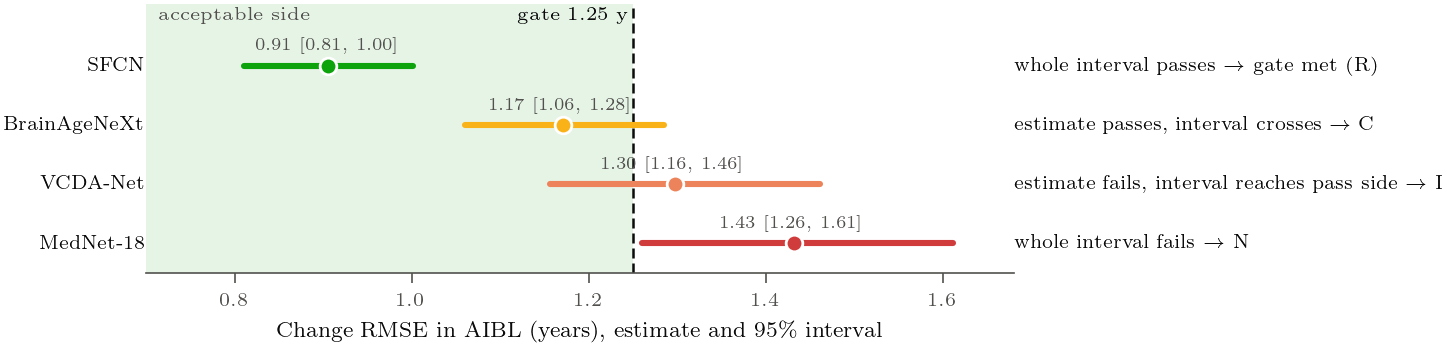 acceptable side gate 1.25 y
0.91 [0.81, 1.00]
SFCN whole interval passes → gate met (R)
1.17 [1.06, 1.28]
BrainAgeNeXt estimate passes, interval crosses → C
1.30 [1.16, 1.46]
VCDA-Net estimate fails, interval reaches pass side → I
1.43 [1.26, 1.61]
MedNet-18 whole interval fails → N
0.8 1.0 1.2 1.4 1.6
Change RMSE in AIBL (years), estimate and 95% interval